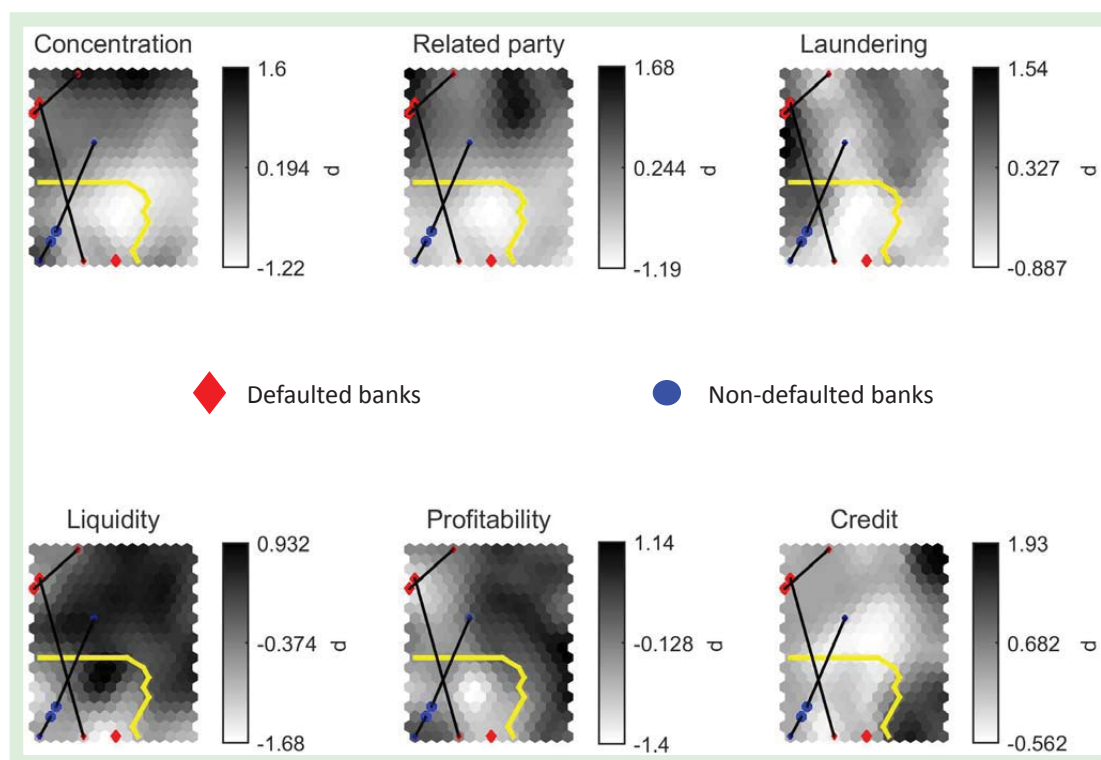 Concentration
1.6
0.194
d
-1.22
Related party
1.68
0.244
d
-1.19
Laundering
1.54
0.327
d
-0.887
Defaulted banks
Non-defaulted banks
Liquidity
0.932
-0.374
d
-1.68
Profitability
1.14
-0.128
d
-1.4
Credit
1.93
0.682
d
-0.562